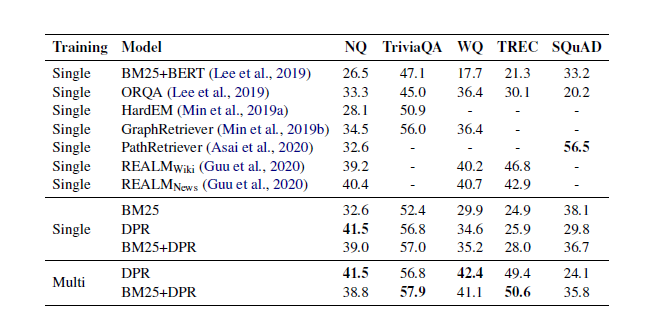 Training Model NQ TriviaQA WQ TREC SQuAD
Single BM25+BERT (Lee et al., 2019) 26.5 47.1 17.7 21.3 33.2
Single ORQA (Lee et al., 2019) 33.3 45.0 36.4 30.1 20.2
Single HardEM (Min et al., 2019a) 28.1 50.9 - - -
Single GraphRetriever (Min et al., 2019b) 34.5 56.0 36.4 - -
Single PathRetriever (Asai et al., 2020) 32.6 - - - 56.5
Single REALMWiki (Guu et al., 2020) 39.2 - 40.2 46.8 -
Single REALMNews (Guu et al., 2020) 40.4 - 40.7 42.9 -
BM25 32.6 52.4 29.9 24.9 38.1
Single DPR 41.5 56.8 34.6 25.9 29.8
BM25+DPR 39.0 57.0 35.2 28.0 36.7
Multi DPR 41.5 56.8 42.4 49.4 24.1
BM25+DPR 38.8 57.9 41.1 50.6 35.8